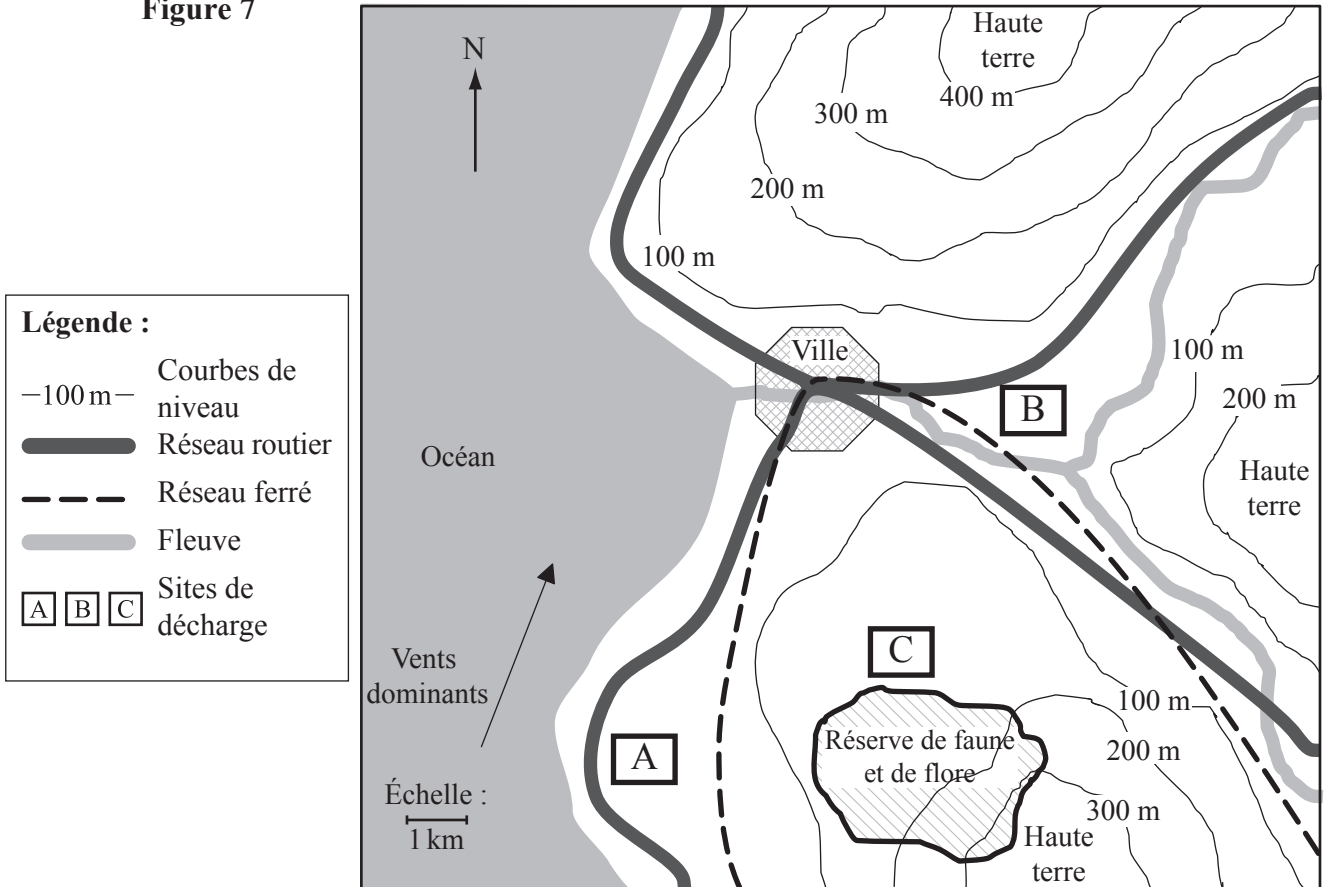 Figure 7
Légende :
100 m
Courbes de
niveau
Réseau routier
Réseau ferré
Fleuve
A B C
Sites de
décharge
N
Haute
terre
400 m
300 m
200 m
100 m
Ville
B
100 m
200 m
Haute
terre
Océan
Vents
dominants
Échelle :
1 km
A
C
Réserve de faune
et de flore
100 m
200 m
300 m
Haute
terre